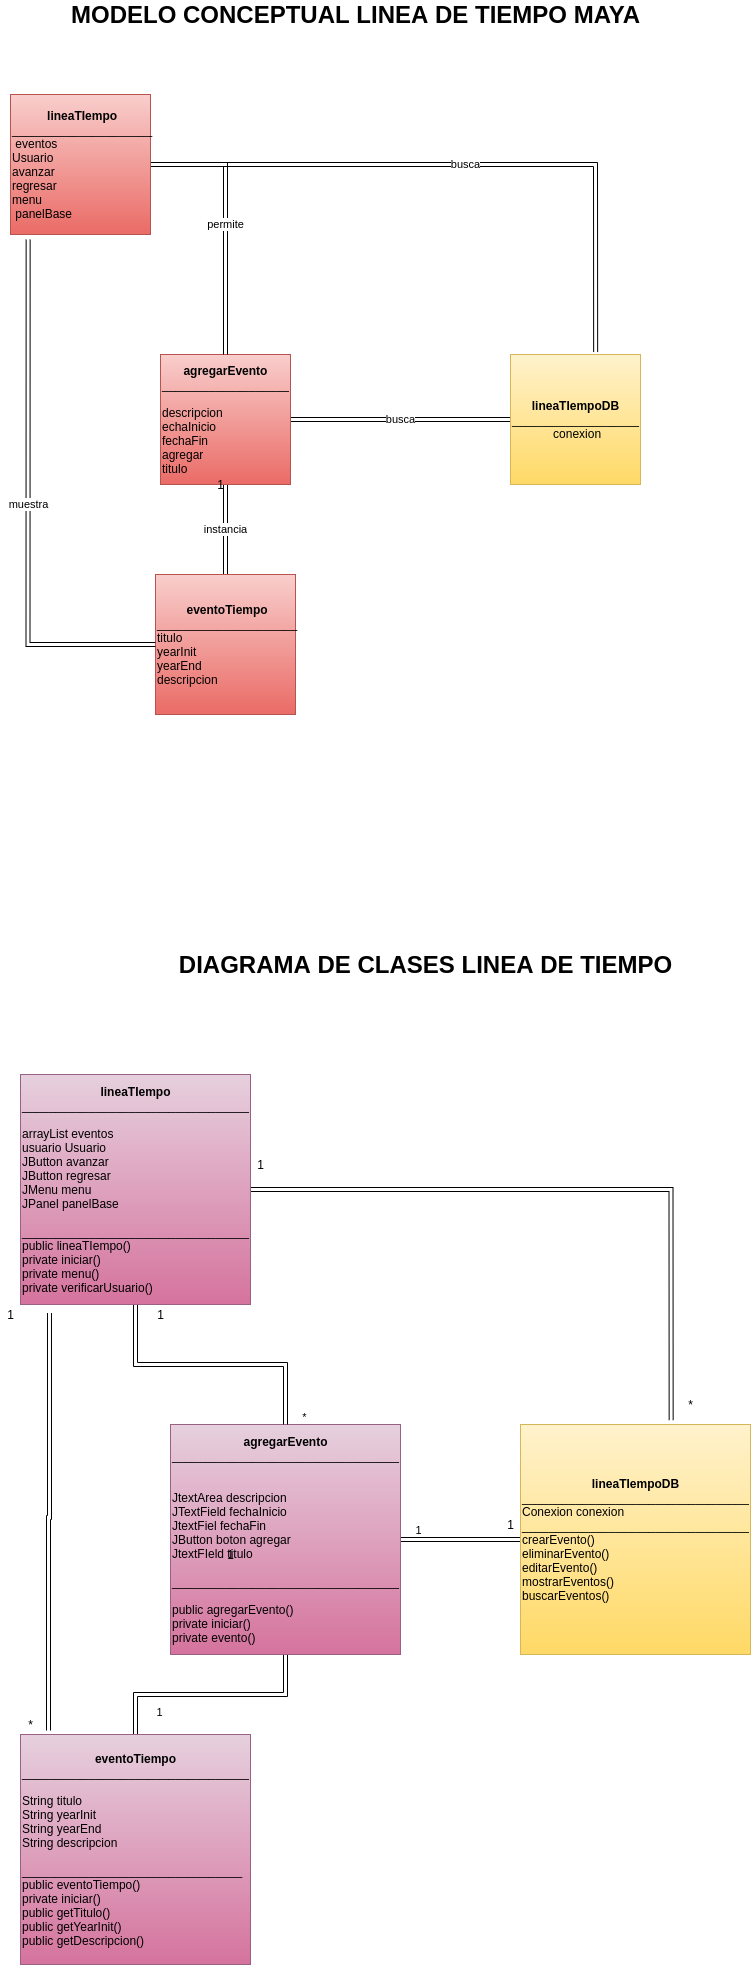 MODELO CONCEPTUAL LINEA DE TIEMPO MAYA
lineaTIempo
eventos
Usuario
avanzar
regresar
menu
panelBase
busca
permite
agregarEvento
descripcion
echaInicio
fechaFin
agregar
titulo
1
busca
lineaTIempoDB
conexion
muestra
instancia
eventoTiempo
titulo
yearInit
yearEnd
descripcion
DIAGRAMA DE CLASES LINEA DE TIEMPO
lineaTIempo
arrayList eventos
usuario Usuario
JButton avanzar
JButton regresar
JMenu menu
JPanel panelBase
public lineaTIempo()
private iniciar()
private menu()
private verificarUsuario()
1
1
1
*
*
agregarEvento
JtextArea descripcion
JTextField fechaInicio
JtextFiel fechaFin
JButton boton agregar
JtextFIeld titulo
1
public agregarEvento()
private iniciar()
private evento()
1
1
lineaTIempoDB
Conexion conexion
crearEvento()
eliminarEvento()
editarEvento()
mostrarEventos()
buscarEventos()
1
*
eventoTiempo
String titulo
String yearInit
String yearEnd
String descripcion
public eventoTiempo()
private iniciar()
public getTitulo()
public getYearInit()
public getDescripcion()